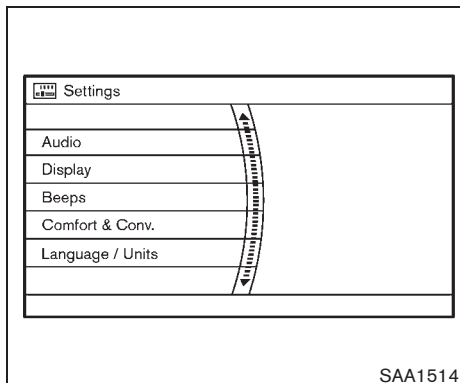 Settings
Audio
Display
Beeps
Comfort & Conv.
Language / Units
SAA1514